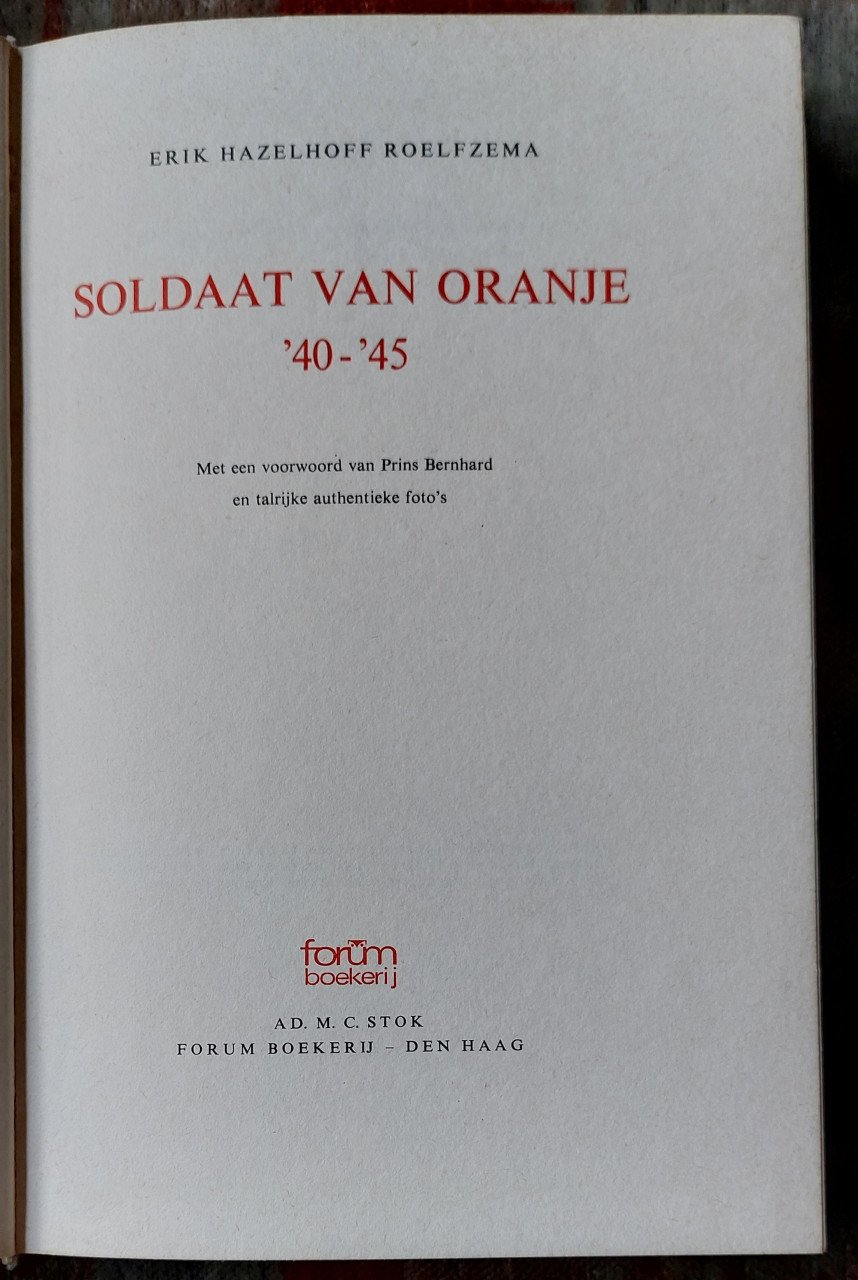 ERIK HAZELHOFF ROELFZEMA
SOLDAAT VAN ORANJE
’40-’45
Met een voorwoord van Prins Bernhard
en talrijke authentieke foto’s
forum
boekerij
AD. M. C. STOK
FORUM BOEKERIJ – DEN HAAG